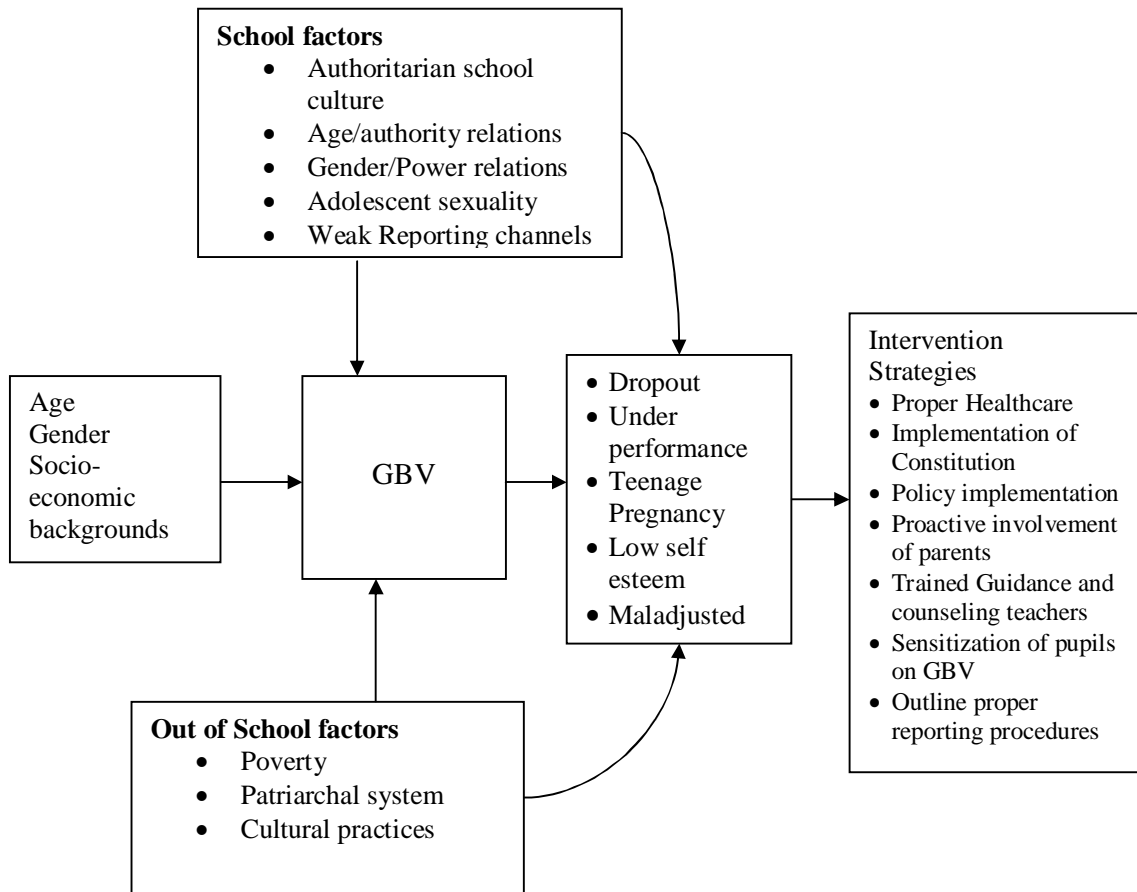 School factors
• Authoritarian school
culture
• Age/authority relations
• Gender/Power relations
• Adolescent sexuality
• Weak Reporting channels
Age
Gender
Socio-
economic
backgrounds
GBV
• Dropout
• Under
performance
• Teenage
Pregnancy
• Low self
esteem
• Maladjusted
Intervention
Strategies
• Proper Healthcare
• Implementation of
Constitution
• Policy implementation
• Proactive involvement
of parents
• Trained Guidance and
counseling teachers
• Sensitization of pupils
on GBV
• Outline proper
reporting procedures
Out of School factors
• Poverty
• Patriarchal system
• Cultural practices